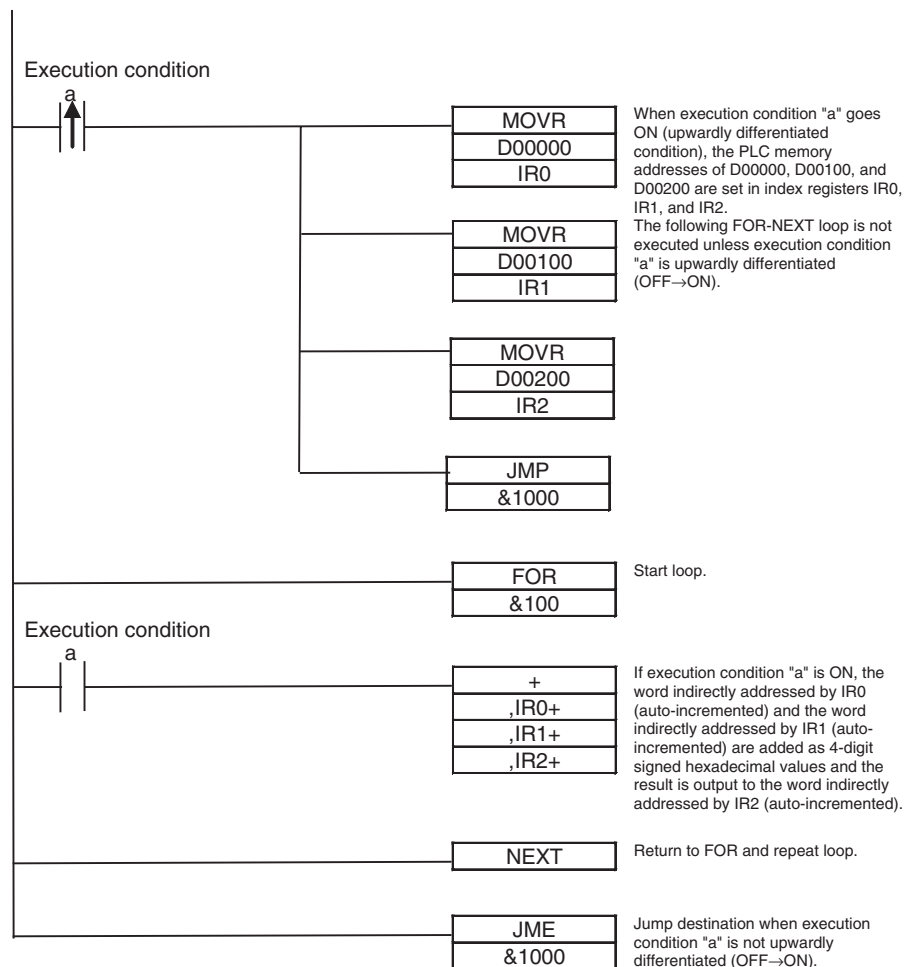 Execution condition
a
MOVR
D00000
IR0
When execution condition "a" goes
ON (upwardly differentiated
condition), the PLC memory
addresses of D00000, D00100, and
D00200 are set in index registers IR0,
IR1, and IR2.
The following FOR-NEXT loop is not
executed unless execution condition
"a" is upwardly differentiated
(OFF→ON).
MOVR
D00100
IR1
MOVR
D00200
IR2
JMP
&1000
FOR
&100
Start loop.
Execution condition
a
+
,IR0+
,IR1+
,IR2+
If execution condition "a" is ON, the
word indirectly addressed by IR0
(auto-incremented) and the word
indirectly addressed by IR1 (auto-
incremented) are added as 4-digit
signed hexadecimal values and the
result is output to the word indirectly
addressed by IR2 (auto-incremented).
NEXT
Return to FOR and repeat loop.
JME
&1000
Jump destination when execution
condition "a" is not upwardly
differentiated (OFF→ON).